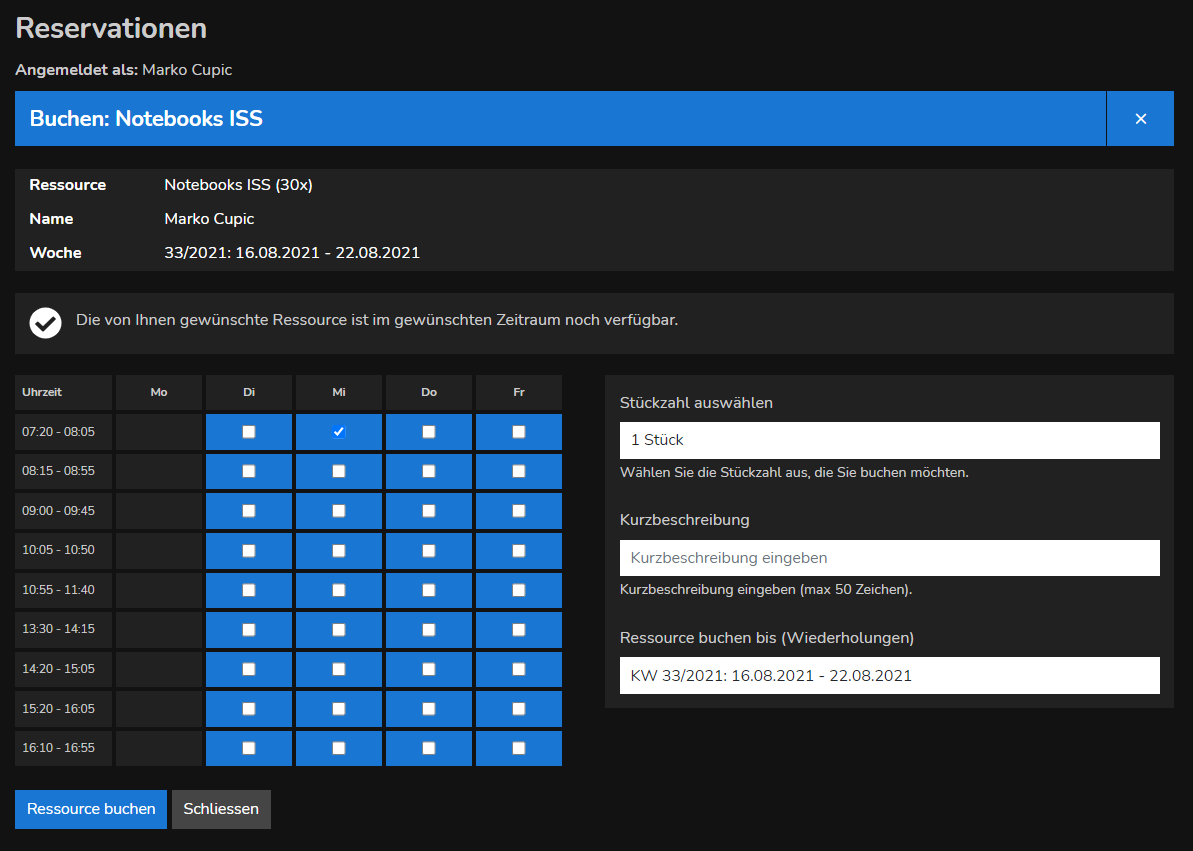 Reservationen
Angemeldet als: Marko Cupic
Buchen: Notebooks ISS
×
Ressource Notebooks ISS (30x)
Name Marko Cupic
Woche 33/2021: 16.08.2021 - 22.08.2021
Die von Ihnen gewünschte Ressource ist im gewünschten Zeitraum noch verfügbar.
Uhrzeit Mo Di Mi Do Fr
07:20 - 08:05
08:15 - 08:55
09:00 - 09:45
10:05 - 10:50
10:55 - 11:40
13:30 - 14:15
14:20 - 15:05
15:20 - 16:05
16:10 - 16:55
Stückzahl auswählen
1 Stück
Wählen Sie die Stückzahl aus, die Sie buchen möchten.
Kurzbeschreibung
Kurzbeschreibung eingeben
Kurzbeschreibung eingeben (max 50 Zeichen).
Ressource buchen bis (Wiederholungen)
KW 33/2021: 16.08.2021 - 22.08.2021
Ressource buchen Schliessen